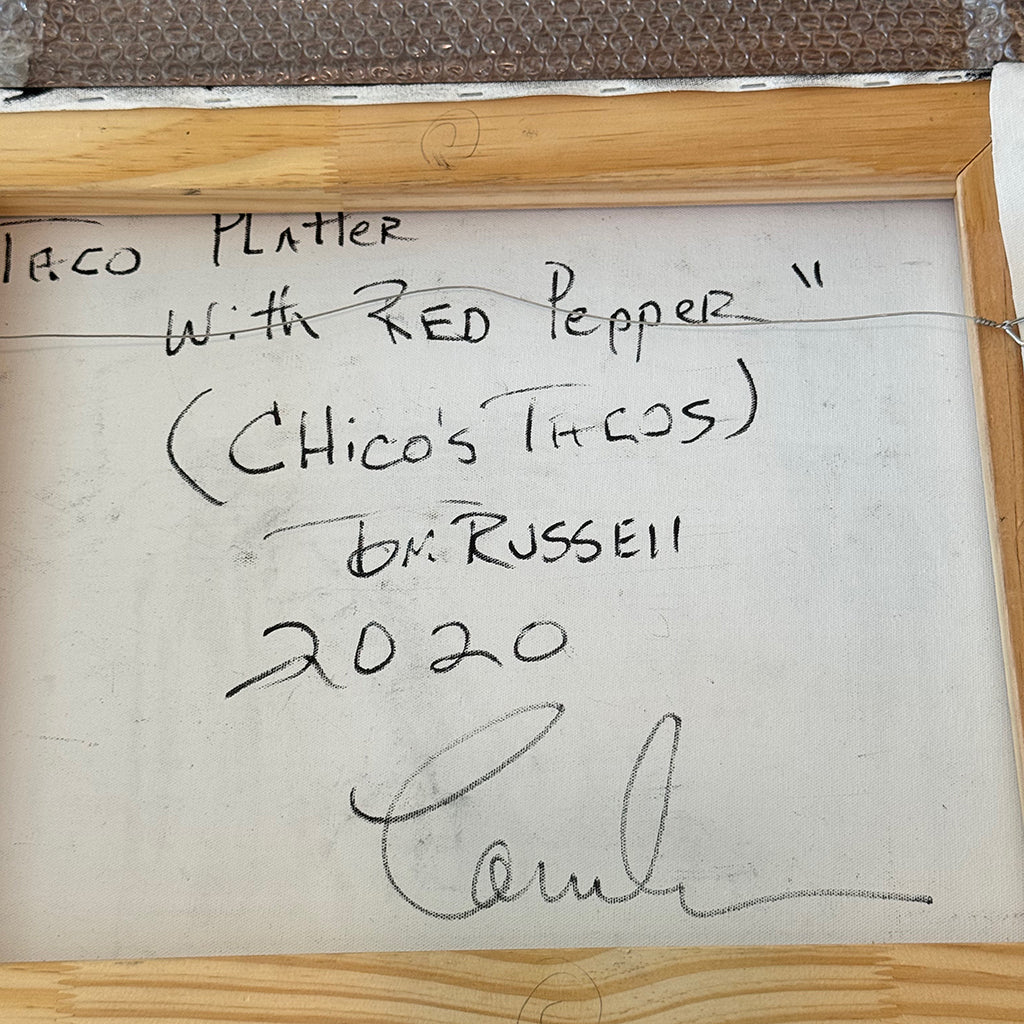 TACO PLATTER
WITH RED PEPPER"
(CHICO'S TACOS)
Tom RUSSELL
2020